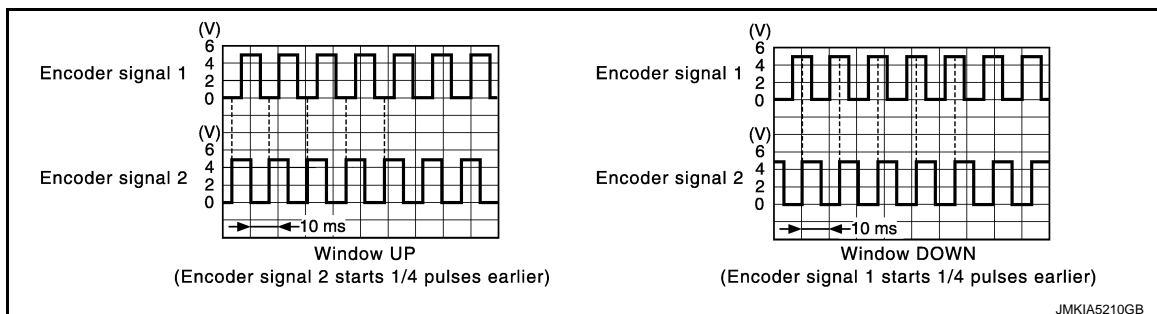 (V)
6
4
2
0
Encoder signal 1
(V)
6
4
2
0
Encoder signal 2
10 ms
Window UP
(Encoder signal 2 starts 1/4 pulses earlier)
(V)
6
4
2
0
Encoder signal 1
(V)
6
4
2
0
Encoder signal 2
10 ms
Window DOWN
(Encoder signal 1 starts 1/4 pulses earlier)
JMKIA5210GB